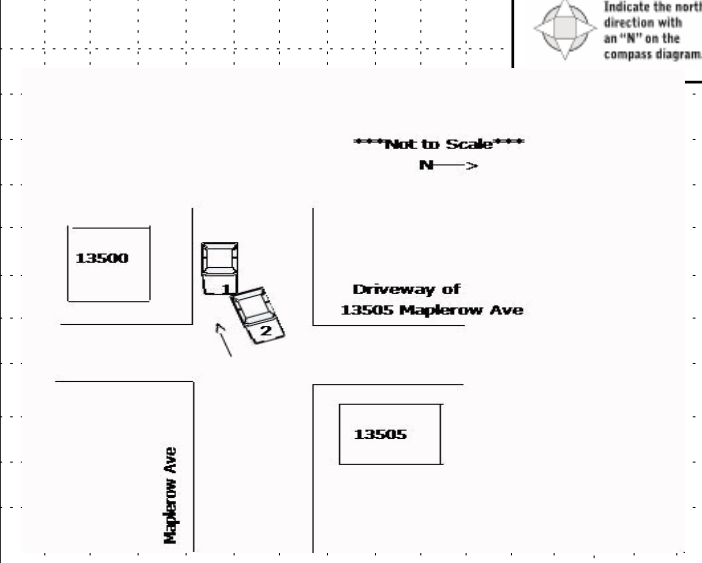 Indicate the north
direction with
an "N" on the
compass diagram.
***Not to Scale***
N---->
13500
1
Driveway of
13505 Maplerow Ave
2
13505
Maplerow Ave